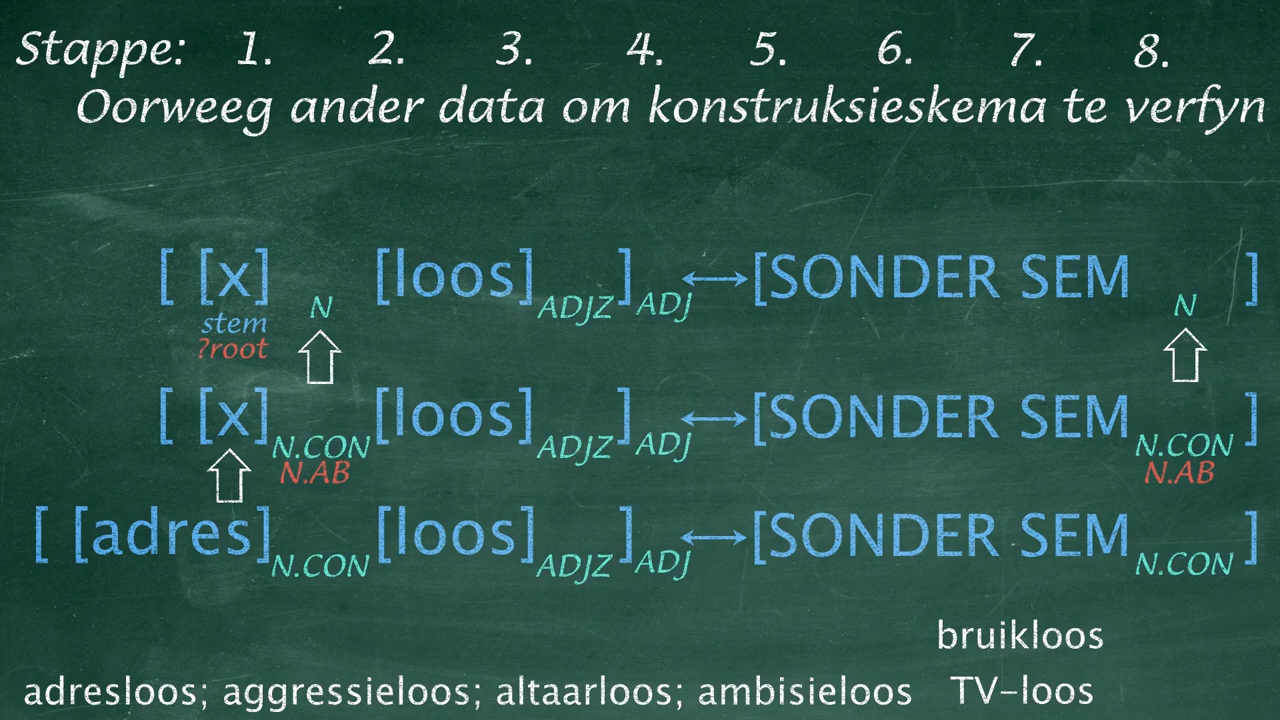 Stappe: 1. 2. 3. 4. 5. 6. 7. 8.
Oorweeg ander data om konstruksieskema te verfyn
[ [x] N [loos] ADJZ ] ADJ ↔ [SONDER SEM N ]
stem
?root
[ [x] N.CON [loos] ADJZ ] ADJ ↔ [SONDER SEM N.CON ]
N.AB N.AB
[ [adres] N.CON [loos] ADJZ ] ADJ ↔ [SONDER SEM N.CON ]
bruikloos
adresloos; aggressieloos; altaarloos; ambisieloos TV-loos